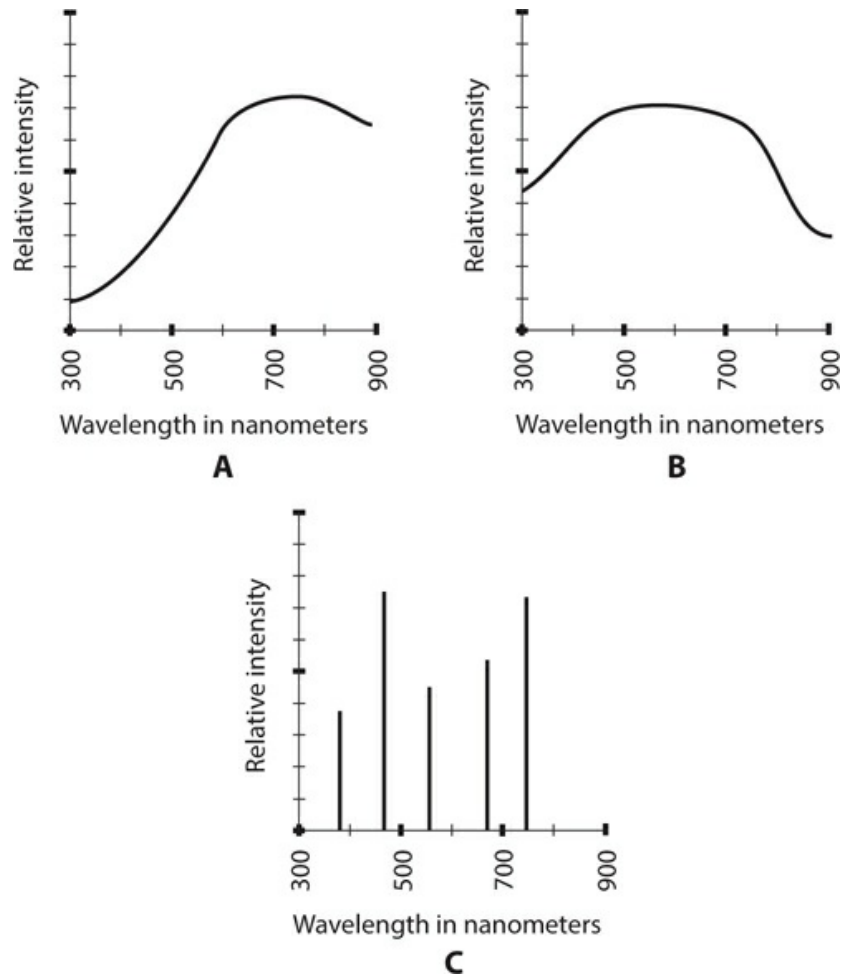 Relative intensity
300
500
700
900
Wavelength in nanometers
A
Relative intensity
300
500
700
900
Wavelength in nanometers
B
Relative intensity
300
500
700
900
Wavelength in nanometers
C